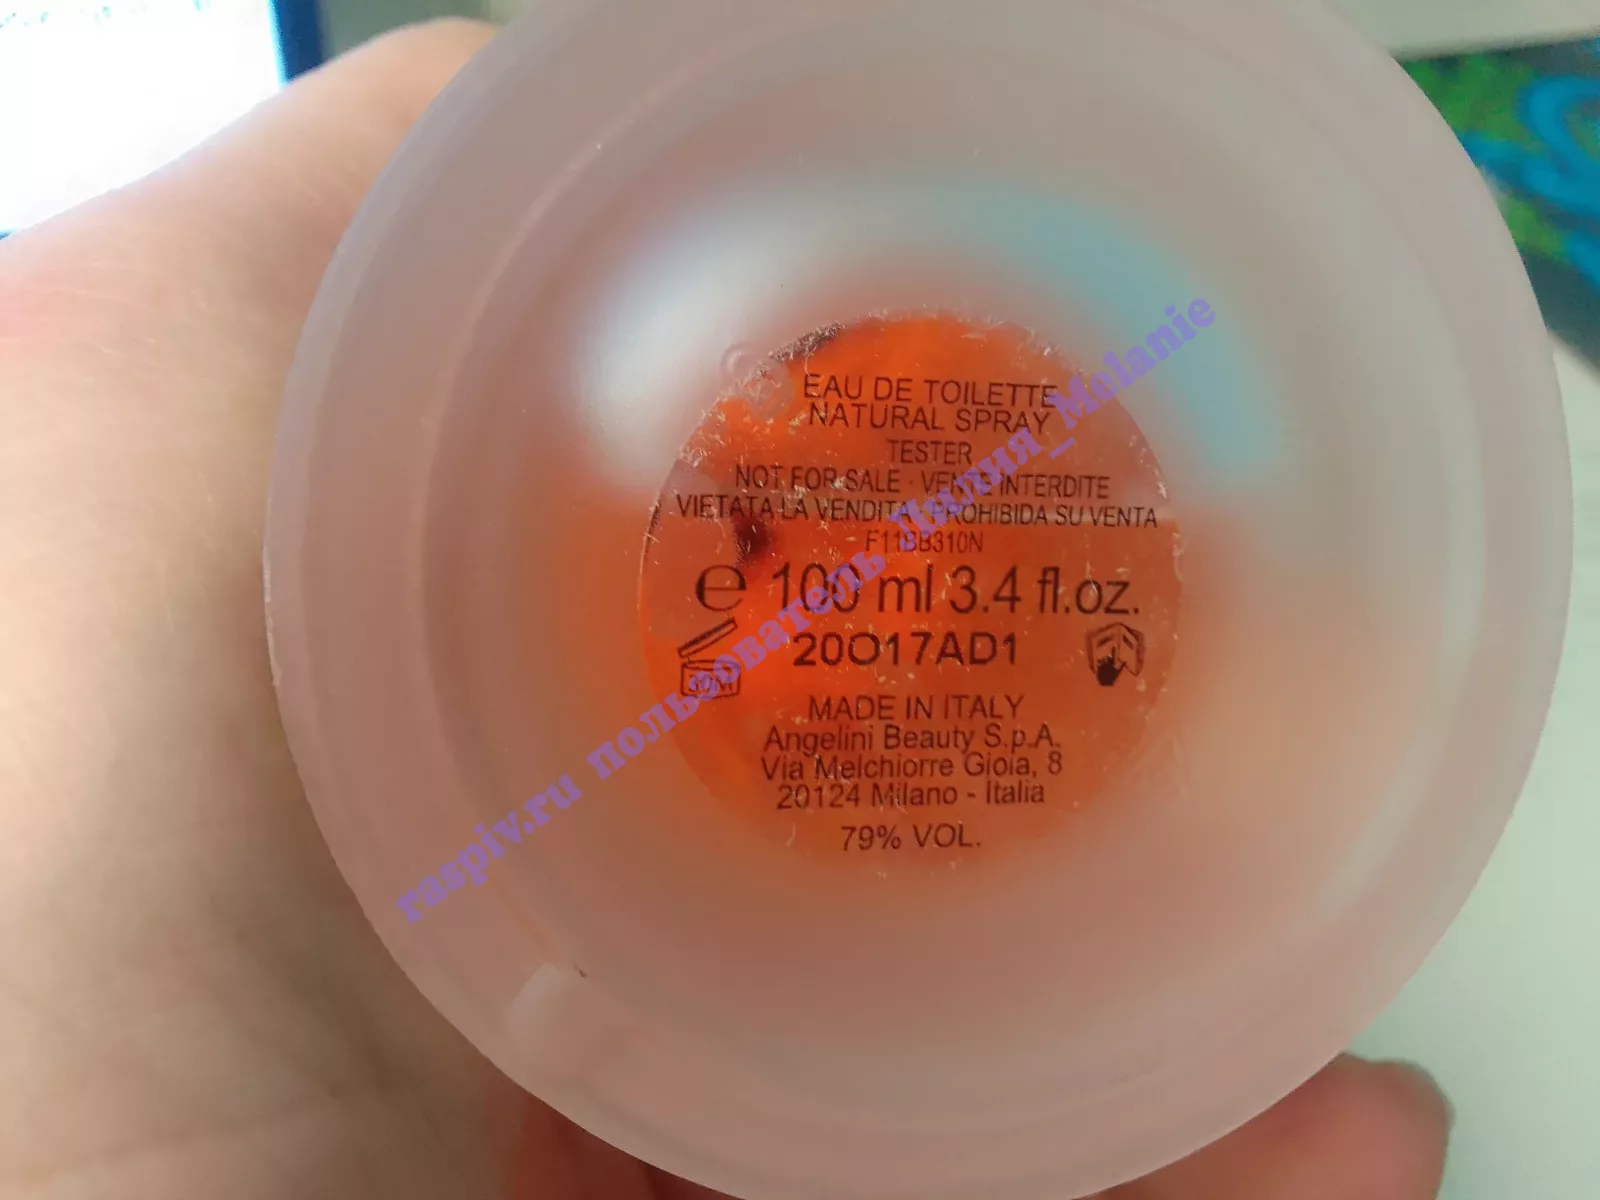 EAU DE TOILETTE
NATURAL SPRAY
TESTER
NOT FOR SALE · VENTE INTERDITE
VIETATA LA VENDITA · PROHIBIDA SU VENTA
F11BB310N
e 100 ml 3.4 fl.oz.
20O17AD1
30M
MADE IN ITALY
Angelini Beauty S.p.A.
Via Melchiorre Gioia, 8
20124 Milano - Italia
79% VOL.
raspiv.ru пользователь Лилия_Melanie